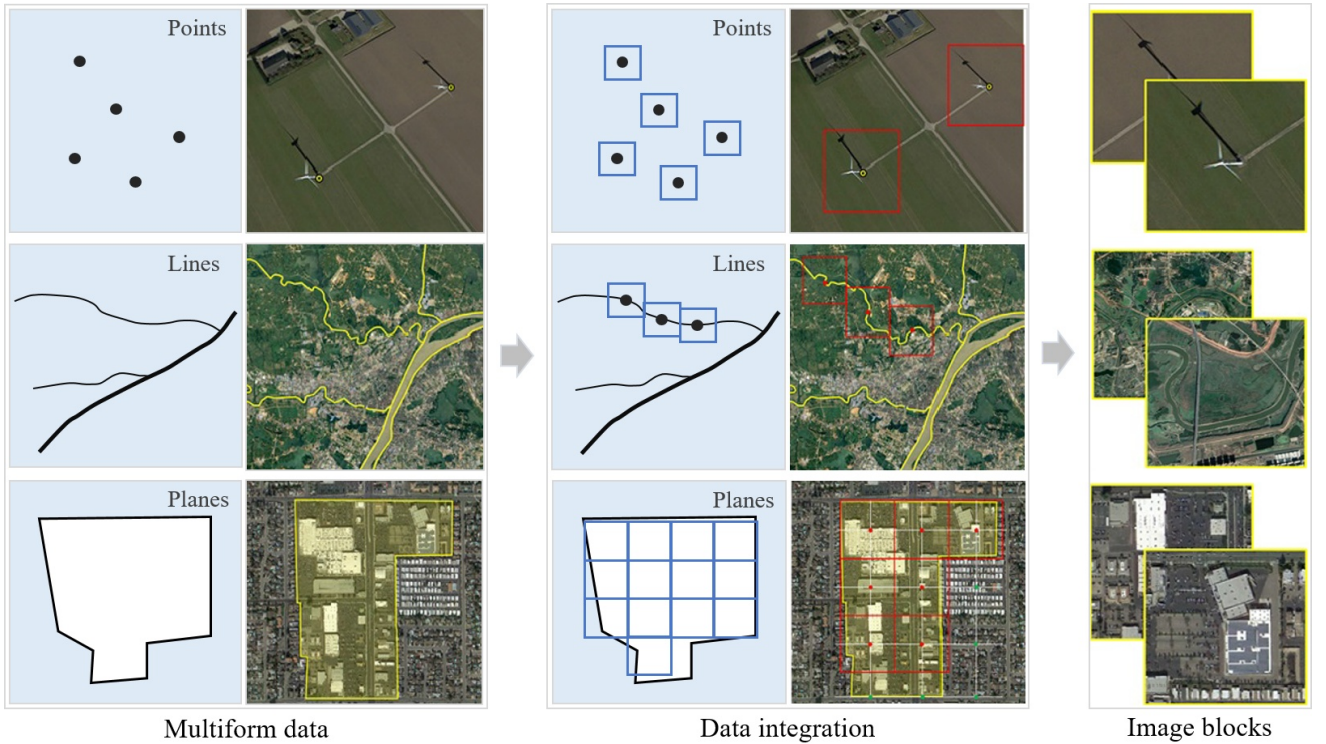 Points
Points
Lines
Lines
Planes
Planes
Multiform data
Data integration
Image blocks